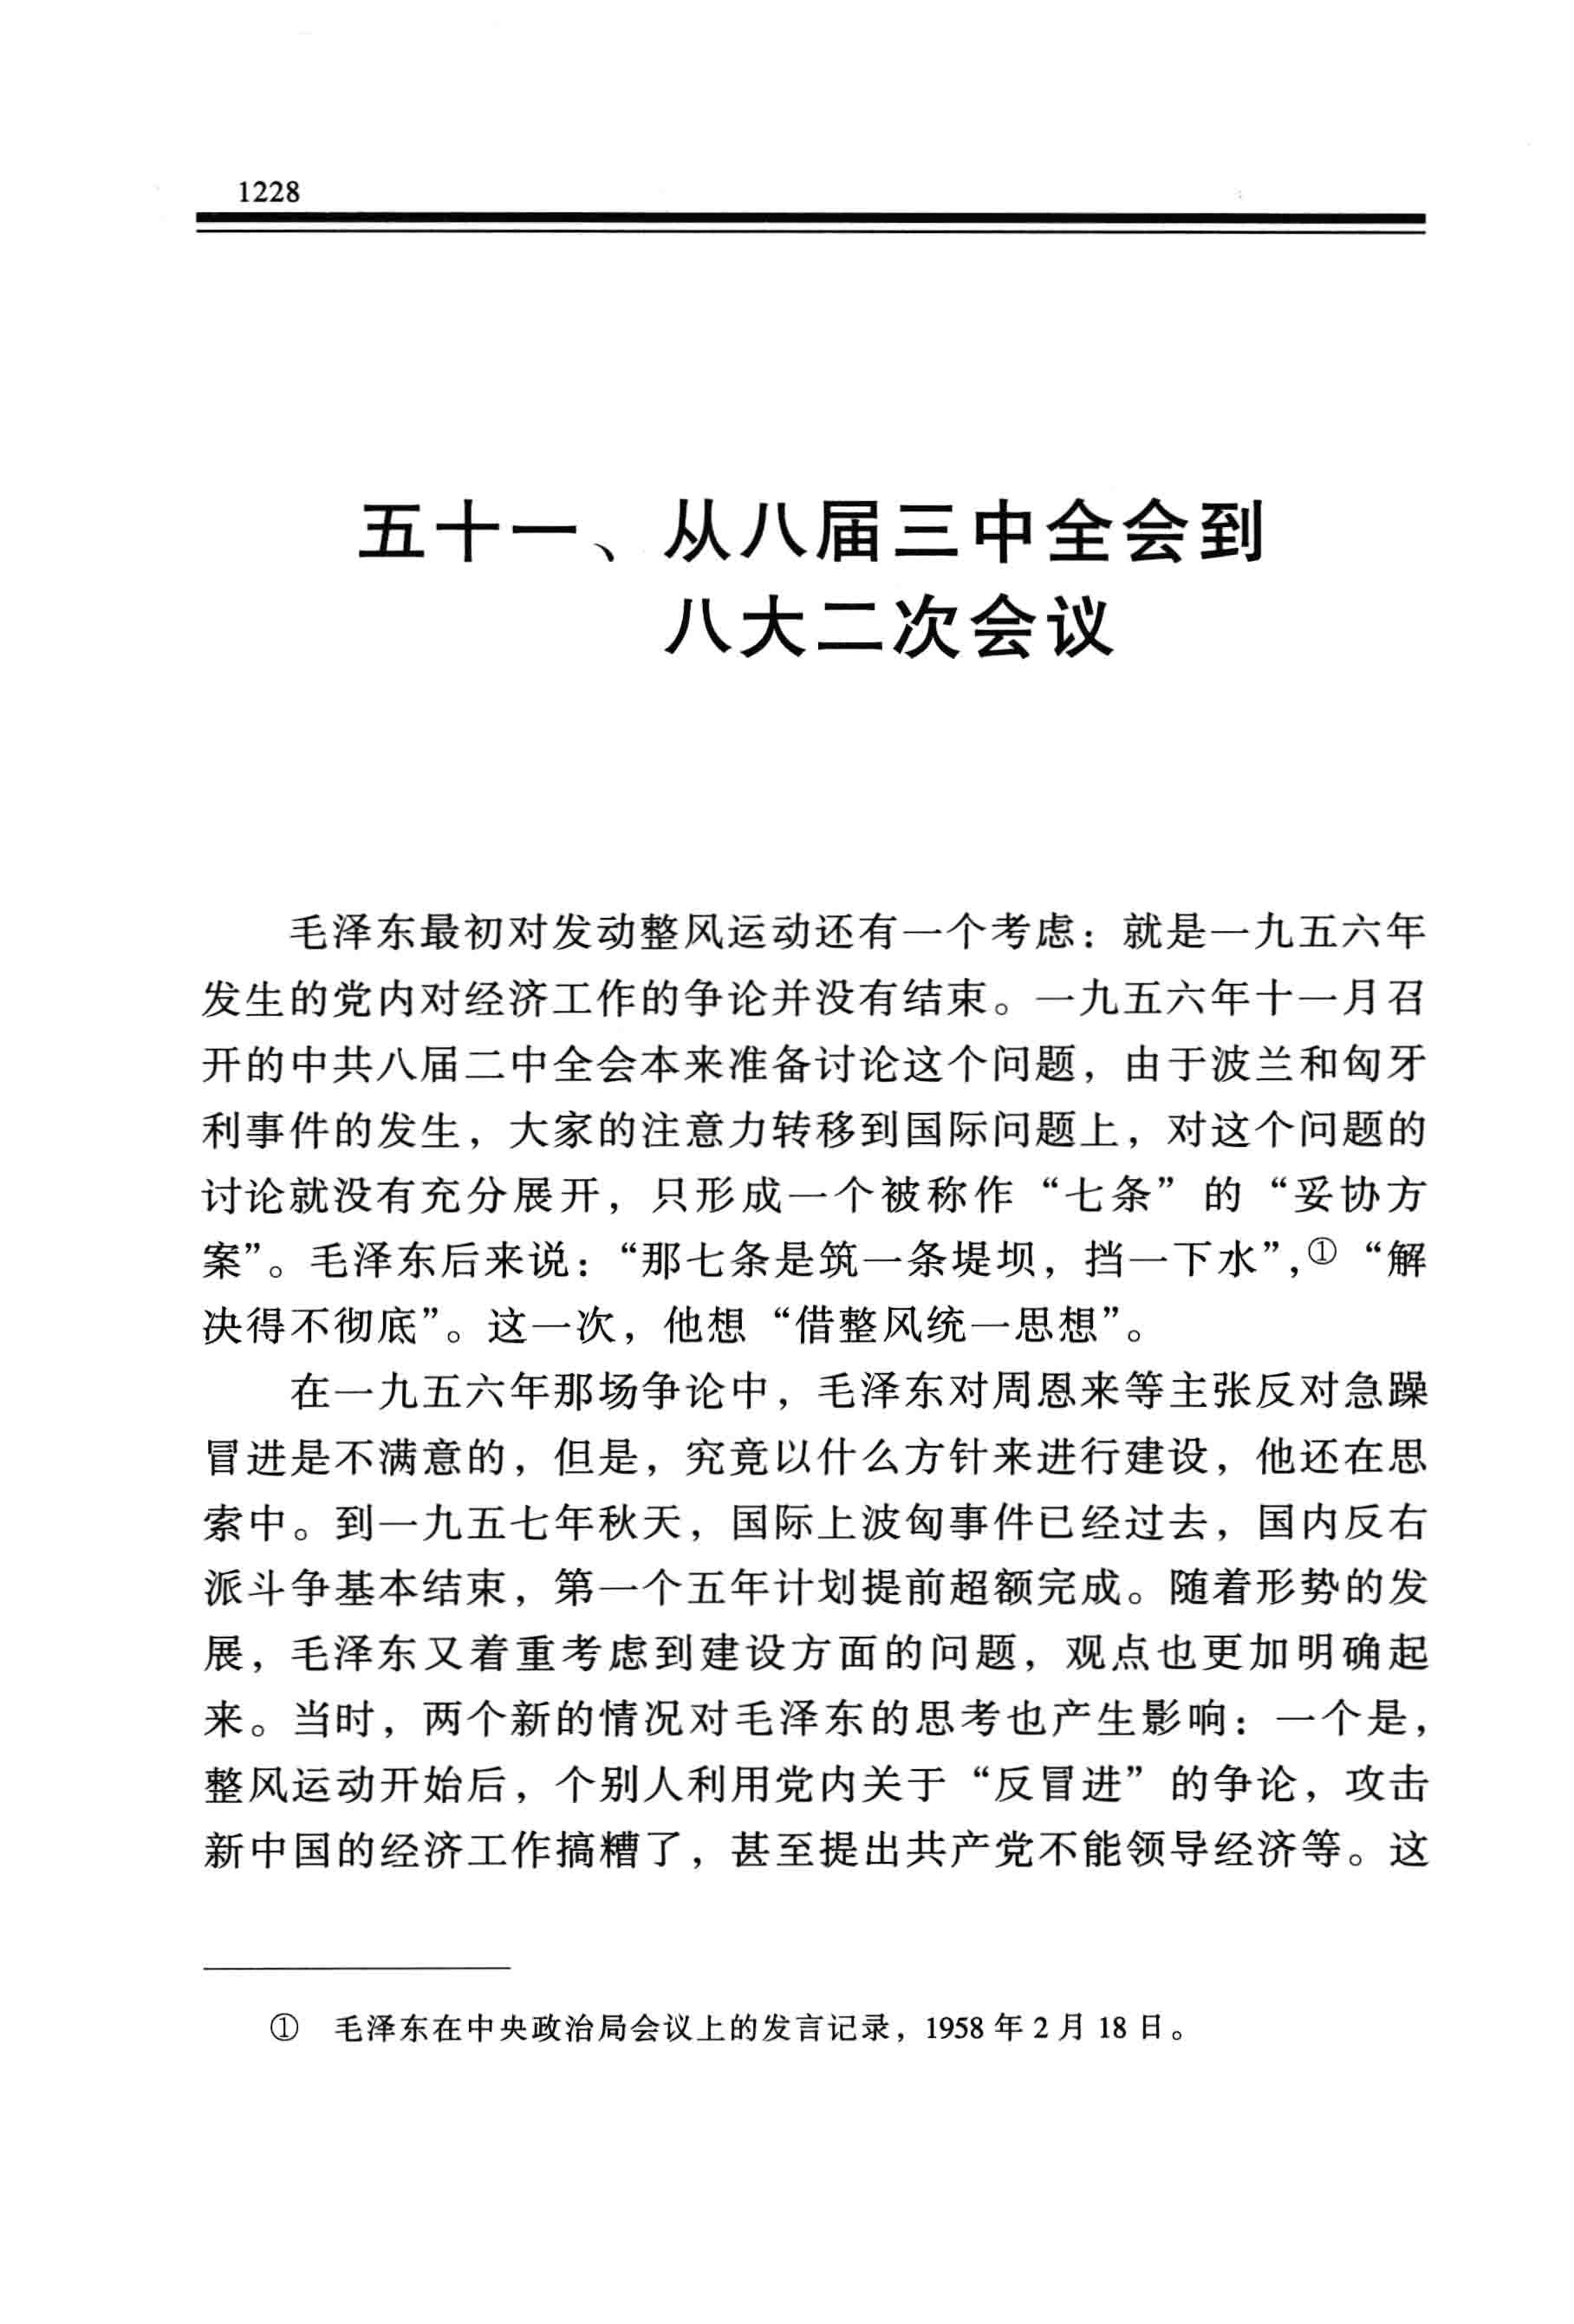 1228
五十一、从八届三中全会到
八大二次会议
毛泽东最初对发动整风运动还有一个考虑：就是一九五六年
发生的党内对经济工作的争论并没有结束。一九五六年十一月召
开的中共八届二中全会本来准备讨论这个问题，由于波兰和匈牙
利事件的发生，大家的注意力转移到国际问题上，对这个问题的
讨论就没有充分展开，只形成一个被称作“七条”的“妥协方
案”。毛泽东后来说：“那七条是筑一条堤坝，挡一下水”，①“解
决得不彻底”。这一次，他想“借整风统一思想”。
在一九五六年那场争论中，毛泽东对周恩来等主张反对急躁
冒进是不满意的，但是，究竟以什么方针来进行建设，他还在思
索中。到一九五七年秋天，国际上波匈事件已经过去，国内反右
派斗争基本结束，第一个五年计划提前超额完成。随着形势的发
展，毛泽东又着重考虑到建设方面的问题，观点也更加明确起
来。当时，两个新的情况对毛泽东的思考也产生影响：一个是，
整风运动开始后，个别人利用党内关于“反冒进”的争论，攻击
新中国的经济工作搞糟了，甚至提出共产党不能领导经济等。这
① 毛泽东在中央政治局会议上的发言记录，1958年2月18日。